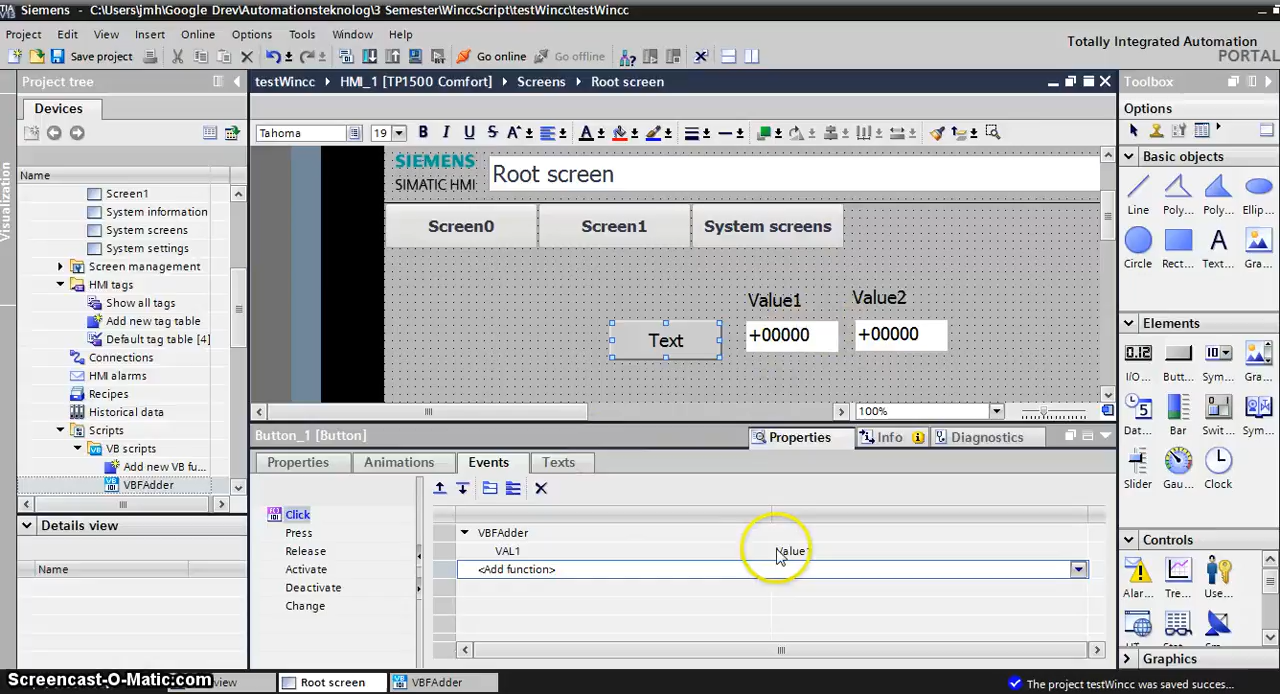 Siemens - C:\Users\jmh\Google Drev\Automationsteknolog\3 Semester\WinccScript\testWincc\testWincc
Project Edit View Insert Online Options Tools Window Help
Totally Integrated Automation
PORTAL
Save project
Go online
Go offline
Project tree
testWincc HMI_1 [TP1500 Comfort] Screens Root screen
Toolbox
Devices
Options
Tahoma
19
Name
Screen1
System information
System screens
System settings
Screen management
HMI tags
Show all tags
Add new tag table
Default tag table [4]
Connections
HMI alarms
Recipes
Historical data
Scripts
VB scripts
Add new VB fu...
VBFAdder
Details view
Name
Visualization
SIEMENS
SIMATIC HMI
Root screen
Screen0 Screen1 System screens
Value1 Value2
Text
+00000 +00000
100%
Basic objects
Line Poly... Poly... Ellip...
Circle Rect... Text... Gra...
Elements
0.12
10
I/O ... Butt... Sym... Gra...
5
Dat... Bar Swit... Sym...
Slider Gau... Clock
Controls
Alar... Tre... Use...
Graphics
Button_1 [Button]
Properties Info Diagnostics
Properties Animations Events Texts
Click
Press
Release
Activate
Deactivate
Change
VBFAdder
VAL1
<Add function>
Screencast-O-Matic.com
Root screen
VBFAdder
The project testWincc was saved succes...